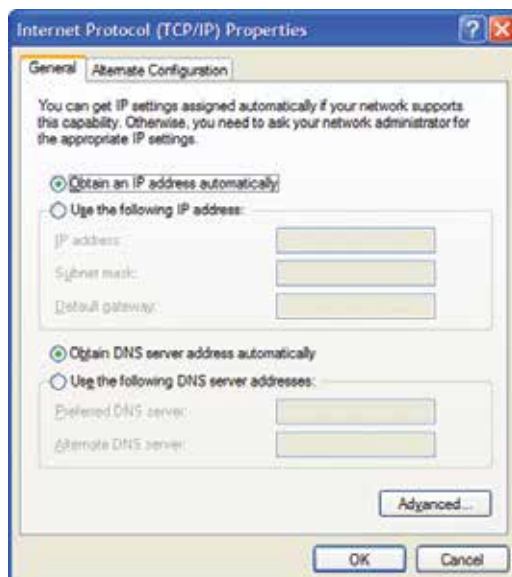 Internet Protocol (TCP/IP) Properties
General
Alternate Configuration
You can get IP settings assigned automatically if your network supports
this capability. Otherwise, you need to ask your network administrator for
the appropriate IP settings.
Obtain an IP address automatically
Use the following IP address:
IP address:
Subnet mask:
Default gateway:
Obtain DNS server address automatically
Use the following DNS server addresses:
Preferred DNS server:
Alternate DNS server:
Advanced...
OK
Cancel